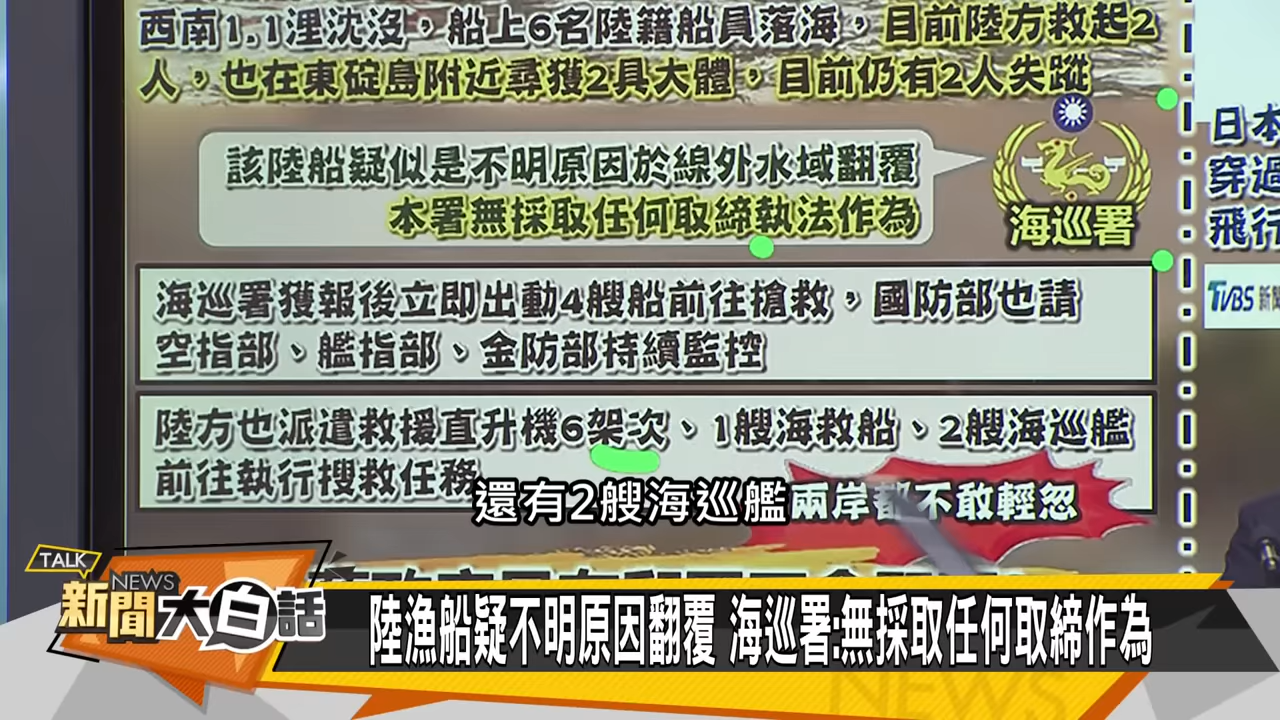 西南1.1浬沈沒，船上6名陸籍船員落海，目前陸方救起2
人，也在東碇島附近尋獲2具大體，目前仍有2人失蹤
該陸船疑似是不明原因於線外水域翻覆
本署無採取任何取締執法作為
海巡署
海巡署獲報後立即出動4艘船前往搶救，國防部也請
空指部、艦指部、金防部持續監控
陸方也派遣救援直升機6架次、1艘海救船、2艘海巡艦
前往執行搜救任務
兩岸都不敢輕忽
還有2艘海巡艦
日本
穿過
飛行
TVBS 新聞
TALK
NEWS
新聞大白話
陸漁船疑不明原因翻覆 海巡署:無採取任何取締作為
NEWS